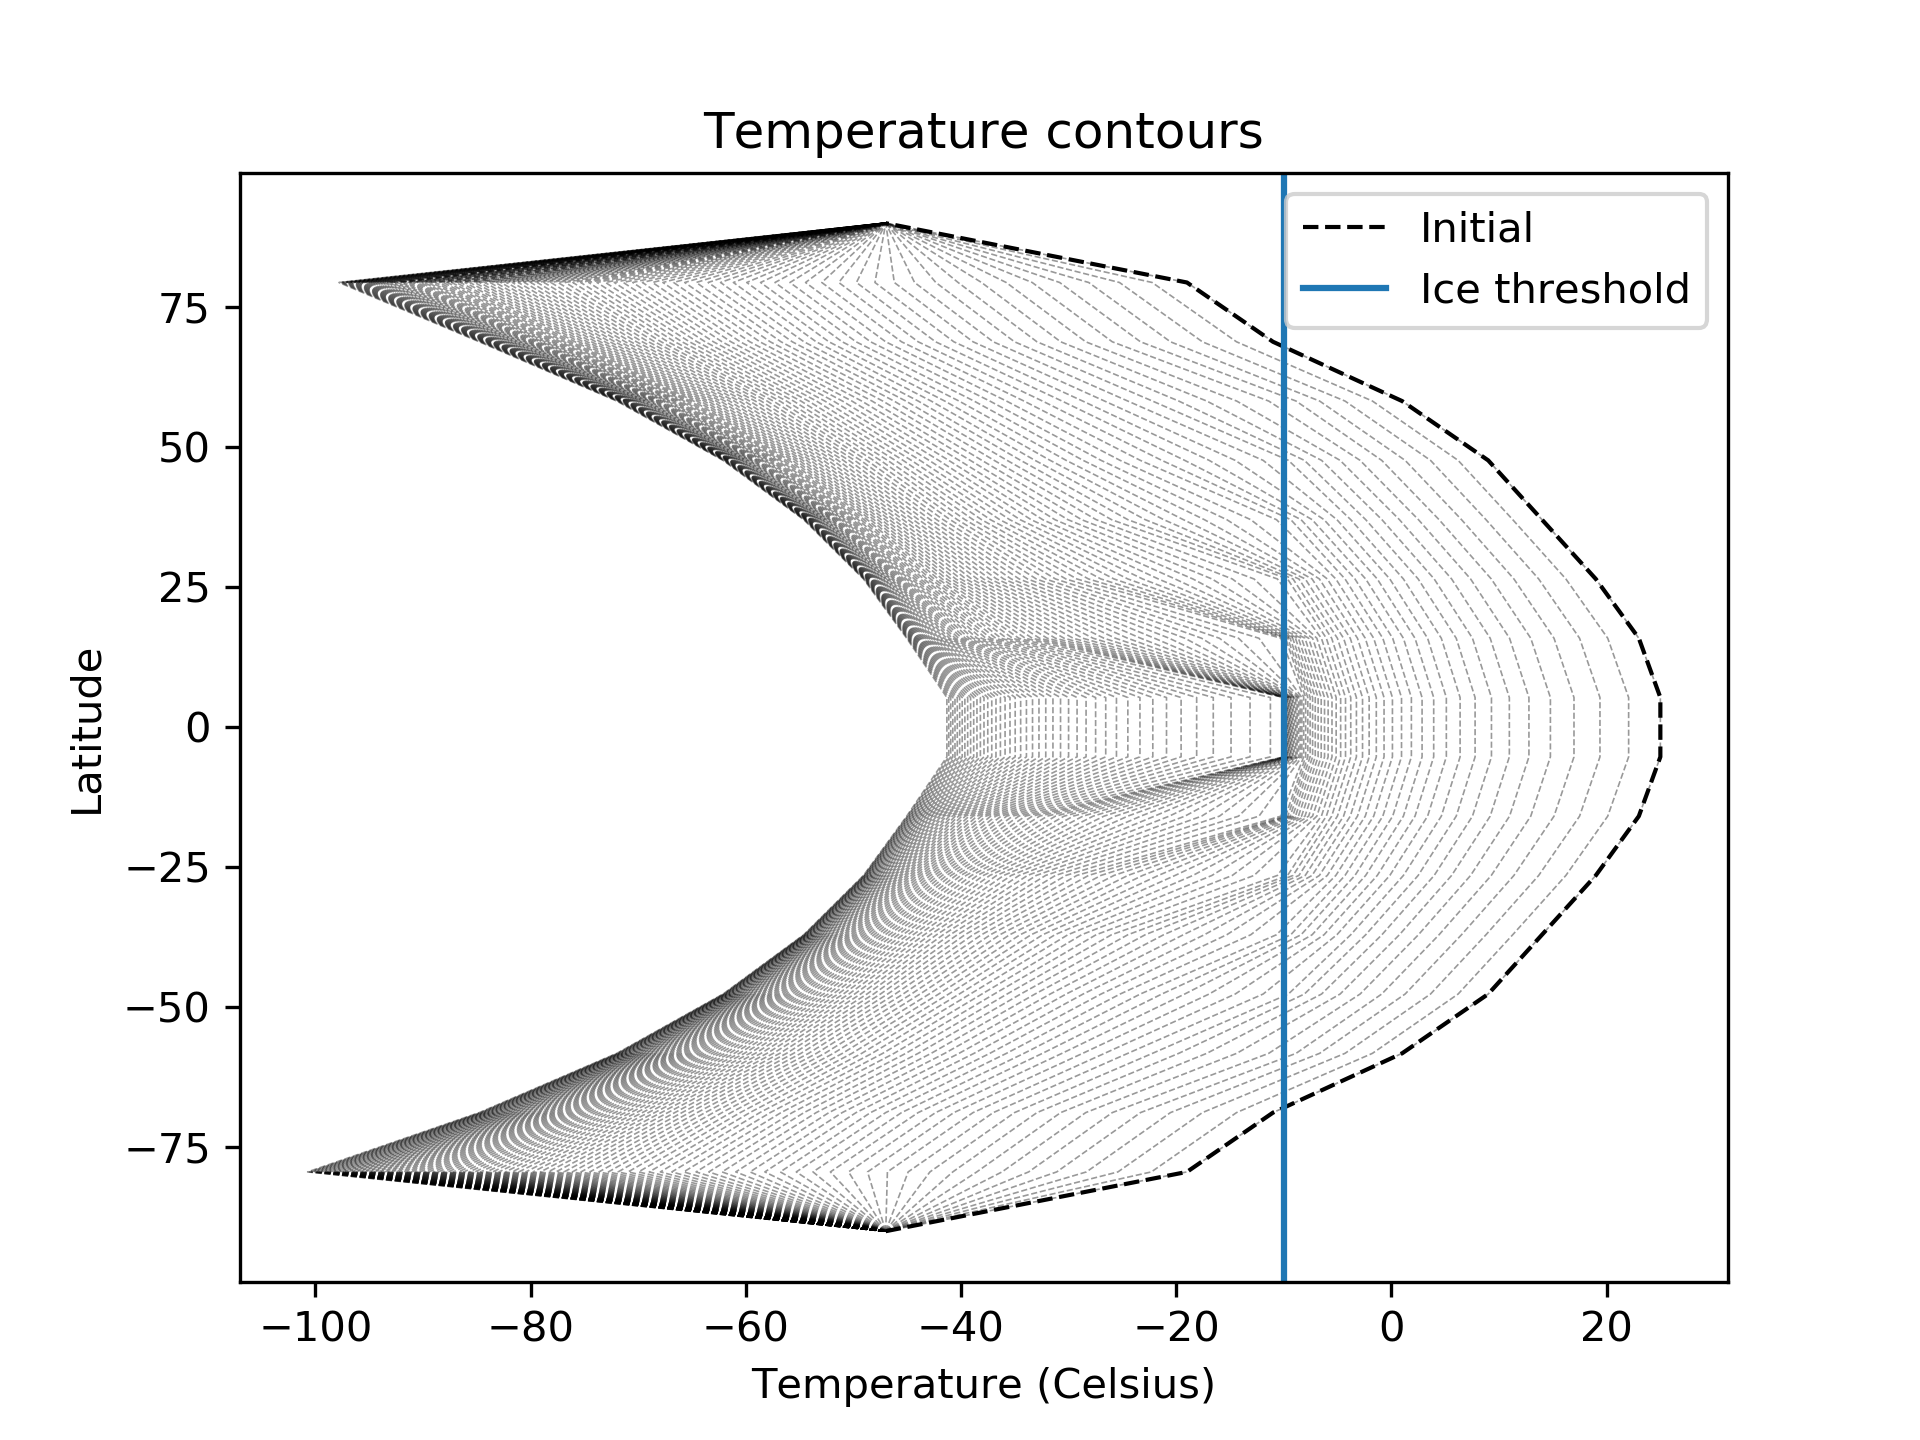 Temperature contours
Initial
Ice threshold
75
50
25
0
−25
−50
−75
Latitude
−100 −80 −60 −40 −20 0 20
Temperature (Celsius)